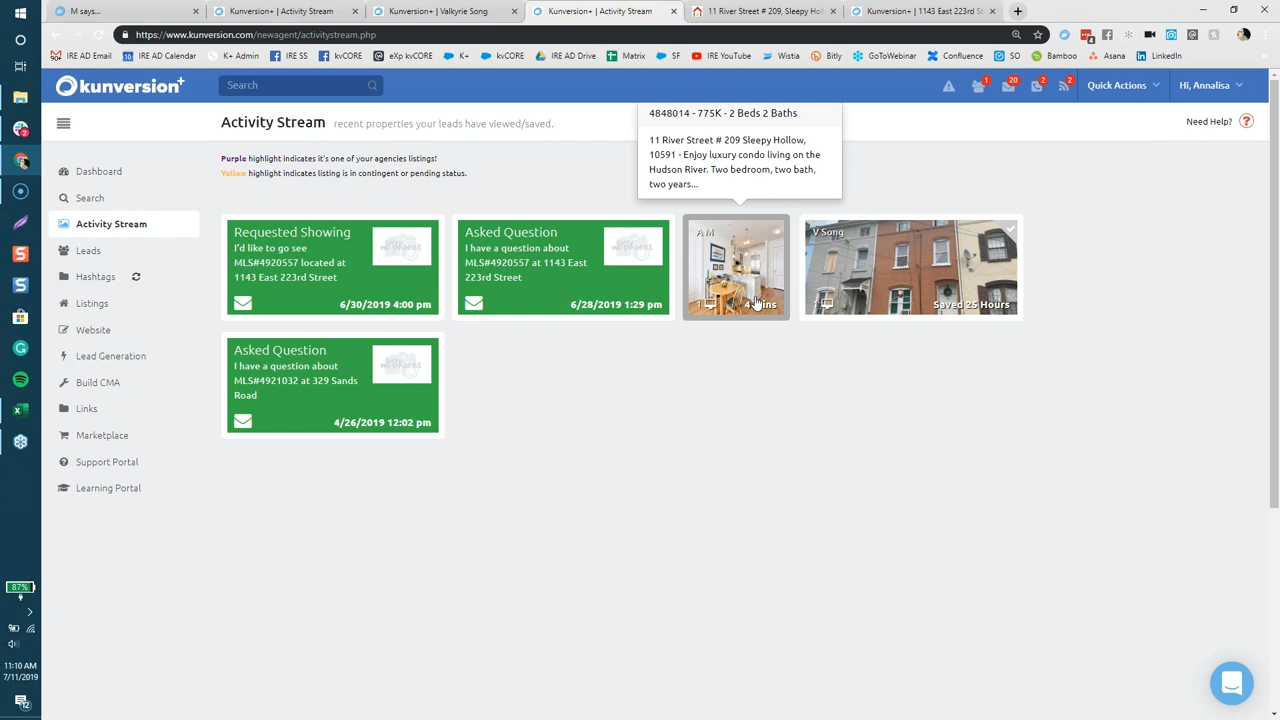 M says...
Kunversion+ | Activity Stream
Kunversion+ | Valkyrie Song
Kunversion+ | Activity Stream
11 River Street # 209, Sleepy Hol
Kunversion+ | 1143 East 223rd St
https://www.kunversion.com/newagent/activitystream.php
IRE AD Email
IRE AD Calendar
K+ Admin
IRE SS
kvCORE
eXp kvCORE
K+
kvCORE
IRE AD Drive
Matrix
SF
IRE YouTube
Wistia
Bitly
GoToWebinar
Confluence
SO
Bamboo
Asana
LinkedIn
kunversion+
Search
1
20
2
2
Quick Actions
Hi, Annalisa
Activity Stream recent properties your leads have viewed/saved.
Need Help?
Purple highlight indicates it's one of your agencies listings!
Yellow highlight indicates listing is in contingent or pending status.
4848014 - 775K - 2 Beds 2 Baths
11 River Street # 209 Sleepy Hollow,
10591 - Enjoy luxury condo living on the
Hudson River. Two bedroom, two bath,
two years...
Dashboard
Search
Activity Stream
Leads
Hashtags
Listings
Website
Lead Generation
Build CMA
Links
Marketplace
Support Portal
Learning Portal
Requested Showing
I'd like to go see
MLS#4920557 located at
1143 East 223rd Street
6/30/2019 4:00 pm
Asked Question
I have a question about
MLS#4920557 at 1143 East
223rd Street
6/28/2019 1:29 pm
A M
1
V Song
Saved 25 Hours
Asked Question
I have a question about
MLS#4921032 at 329 Sands
Road
4/26/2019 12:02 pm
87%
11:10 AM
7/11/2019